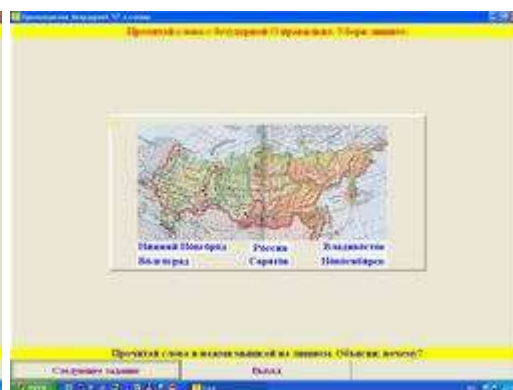 Прочитай слова с безударной О правильно. Убери лишнее.
Нижний Новгород Россия Владивосток
Волгоград Саратов Новосибирск
Прочитай слова и нажми мышкой на лишнем. Объясни, почему?
Следующее задание Выход